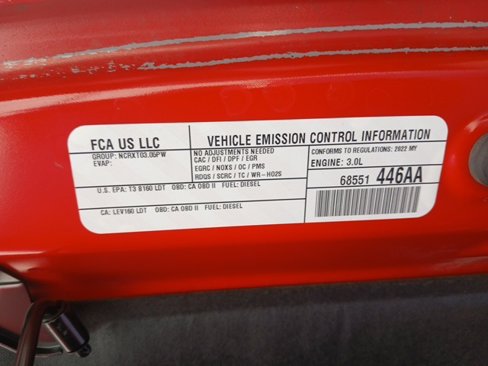 FCA US LLC
GROUP: NCRXT03.05PW
EVAP:
VEHICLE EMISSION CONTROL INFORMATION
NO ADJUSTMENTS NEEDED
CAC / DFI / DPF / EGR
EGRC / NOXS / OC / PMS
RDQS / SCRC / TC / WR-HO2S
CONFORMS TO REGULATIONS: 2022 MY
ENGINE: 3.0L
U.S. EPA: T3 B160 LDT OBD: CA OBD II FUEL: DIESEL
CA: LEV160 LDT OBD: CA OBD II FUEL: DIESEL
68551 446AA